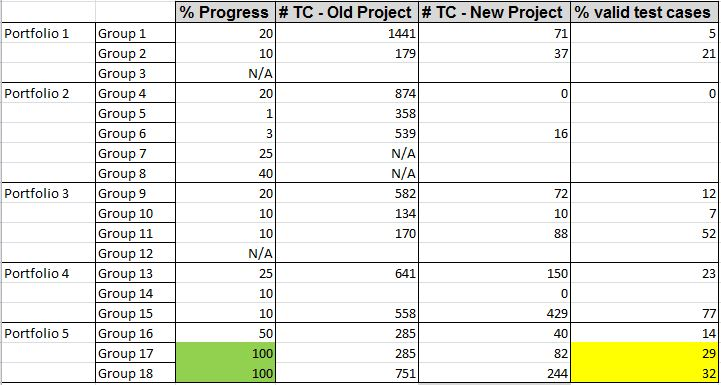 % Progress # TC - Old Project # TC - New Project % valid test cases
Portfolio 1 Group 1 20 1441 71 5
Group 2 10 179 37 21
Group 3 N/A
Portfolio 2 Group 4 20 874 0 0
Group 5 1 358
Group 6 3 539 16
Group 7 25 N/A
Group 8 40 N/A
Portfolio 3 Group 9 20 582 72 12
Group 10 10 134 10 7
Group 11 10 170 88 52
Group 12 N/A
Portfolio 4 Group 13 25 641 150 23
Group 14 10 0
Group 15 10 558 429 77
Portfolio 5 Group 16 50 285 40 14
Group 17 100 285 82 29
Group 18 100 751 244 32